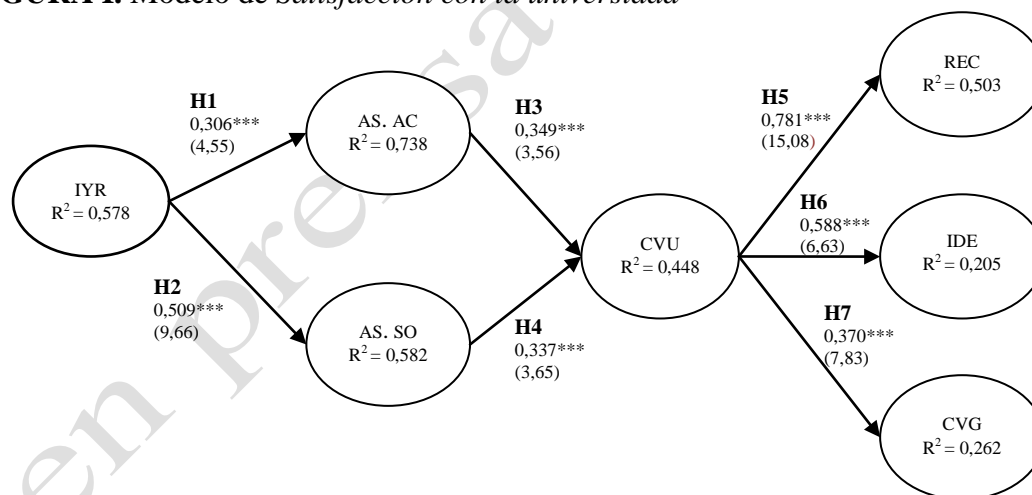 GURA I. Modelo de Satisfacción con la universidad
H1
0,306***
(4,55)
H2
0,509***
(9,66)
IYR
R² = 0,578
AS. AC
R² = 0,738
AS. SO
R² = 0,582
H3
0,349***
(3,56)
H4
0,337***
(3,65)
CVU
R² = 0,448
H5
0,781***
(15,08)
H6
0,588***
(6,63)
H7
0,370***
(7,83)
REC
R² = 0,503
IDE
R² = 0,205
CVG
R² = 0,262
en prensa